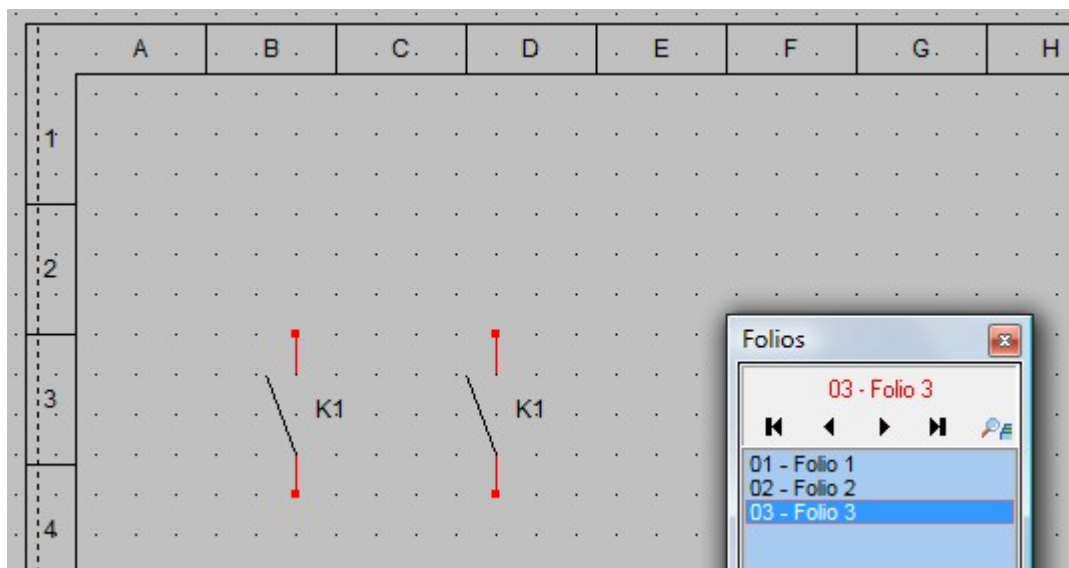 A B C D E F G H
1
2
3
4
K1 K1
Folios
03 - Folio 3
01 - Folio 1
02 - Folio 2
03 - Folio 3